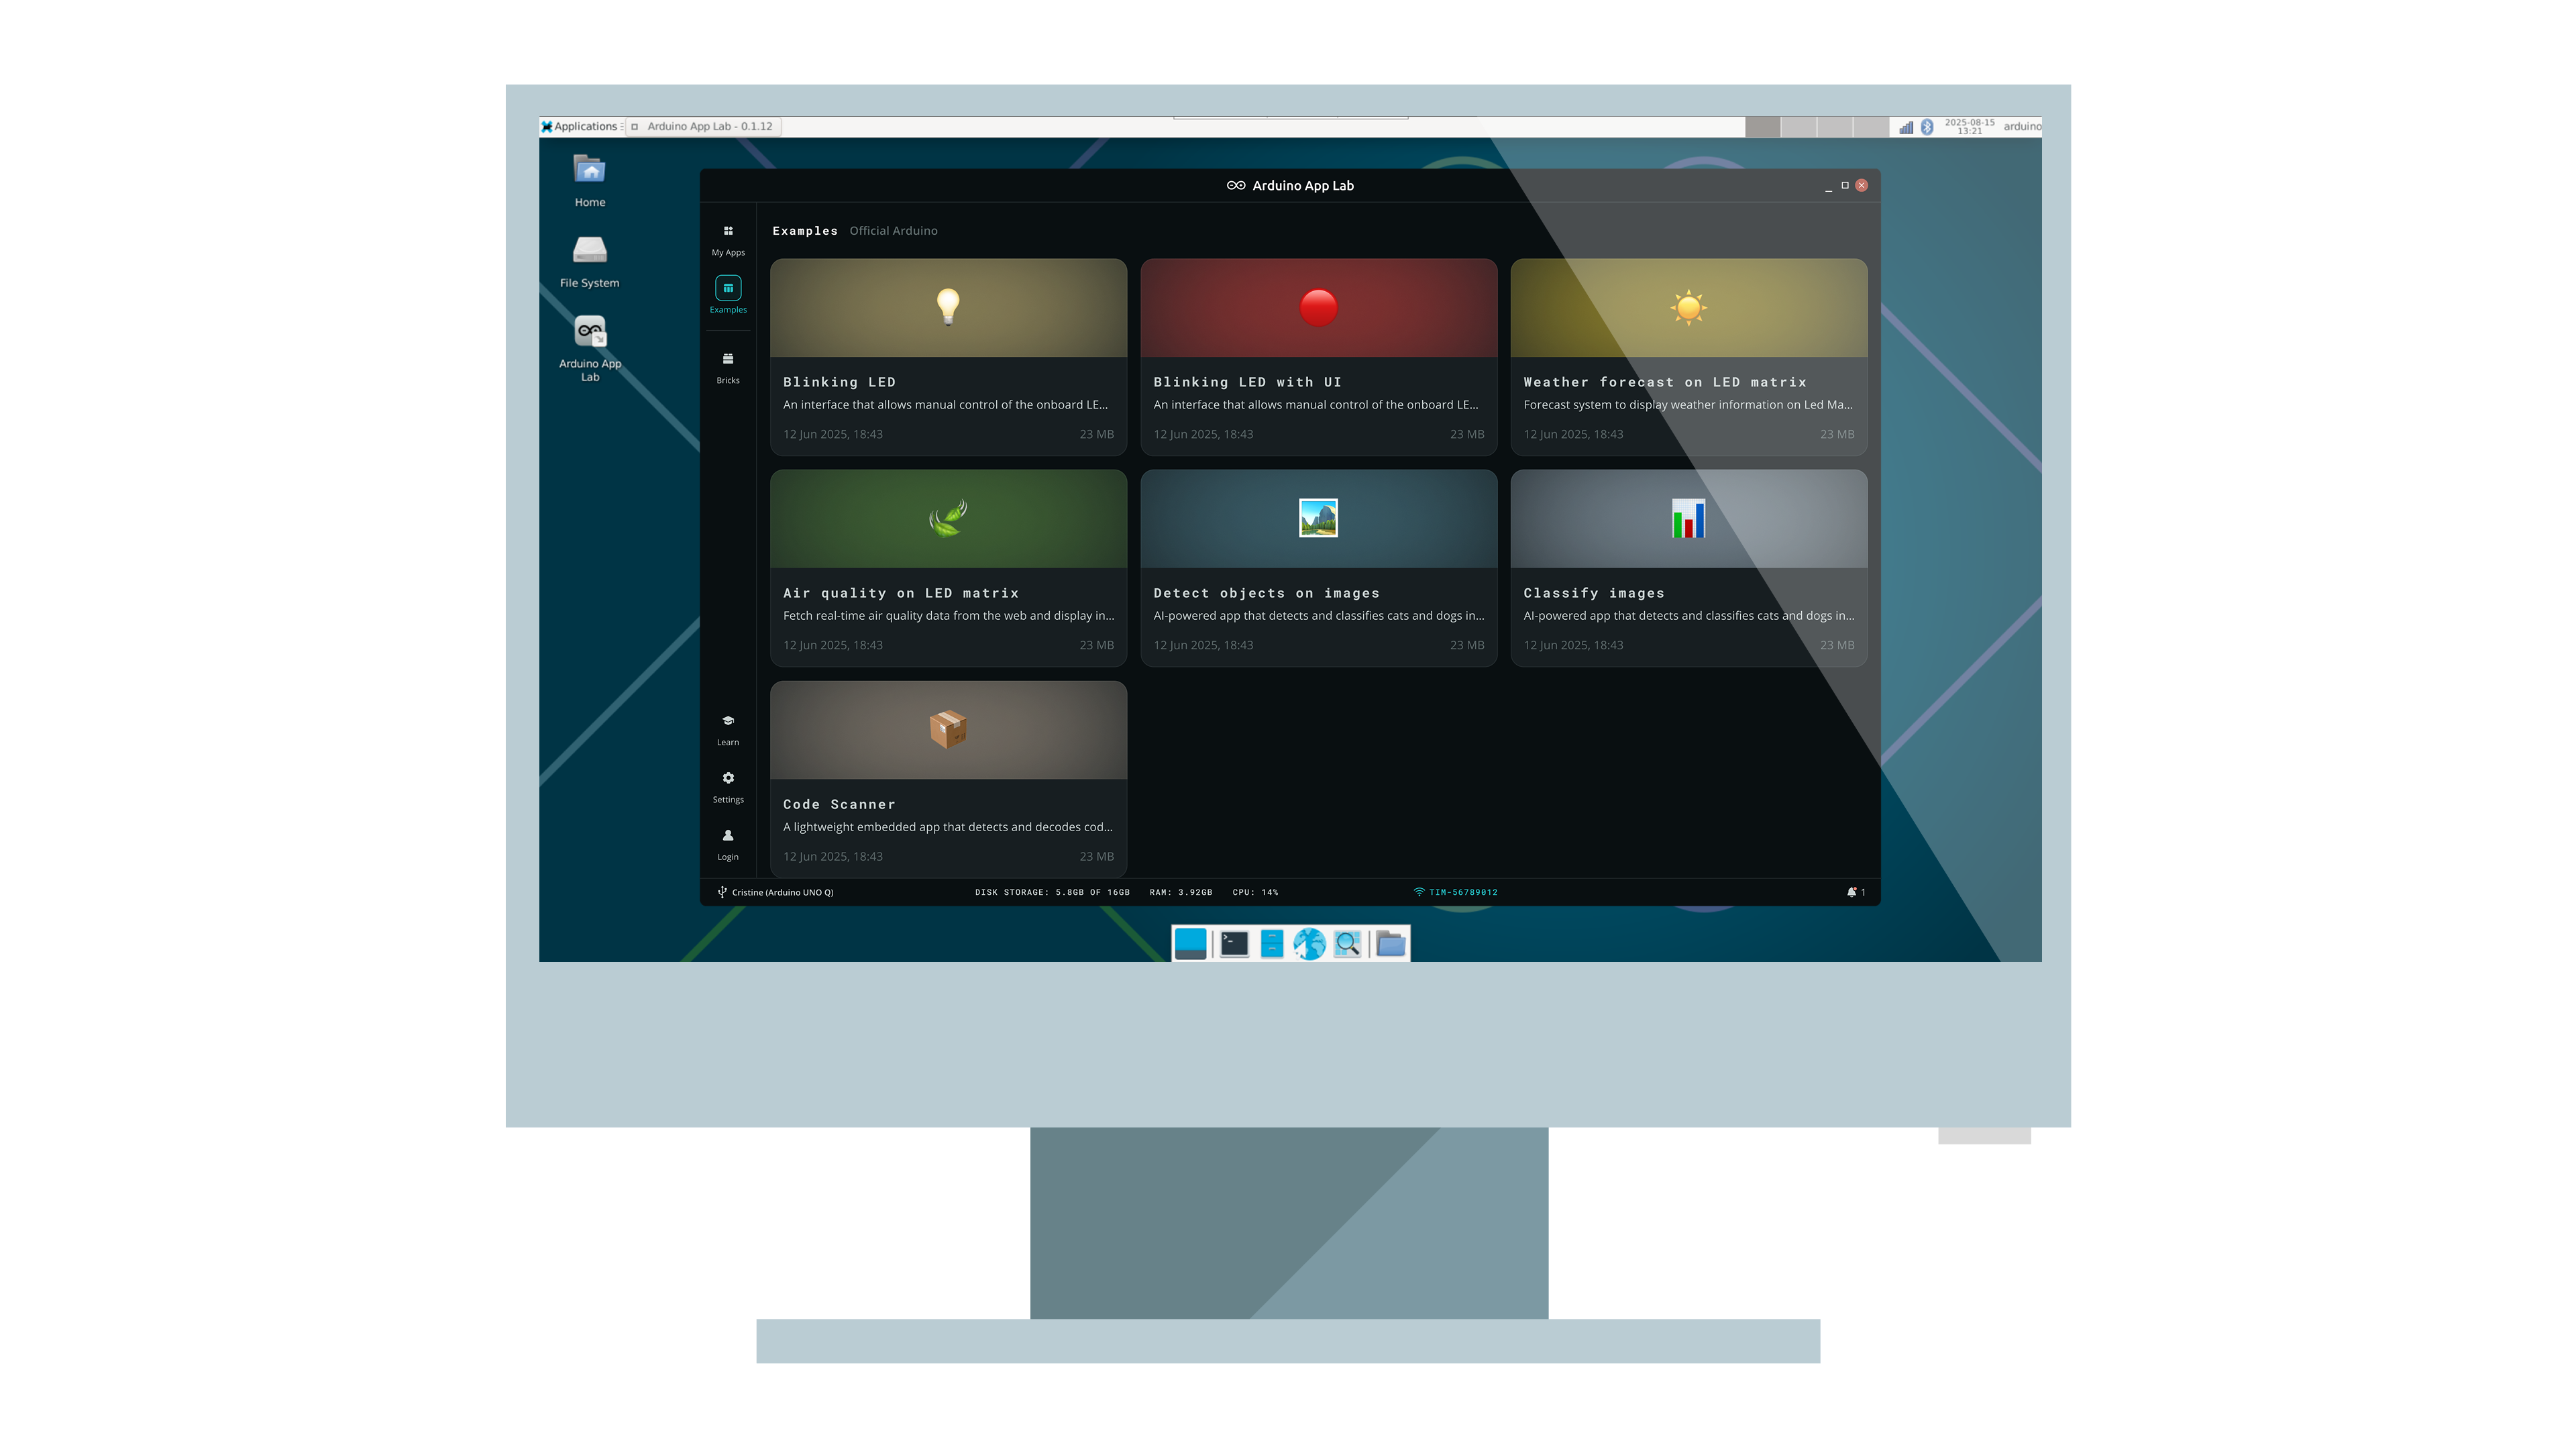 Applications
Arduino App Lab - 0.1.12
2025-08-15
13:21
arduino
Home
File System
Arduino App
Lab
Arduino App Lab
My Apps
Examples
Bricks
Learn
Settings
Login
Examples Official Arduino
Blinking LED
An interface that allows manual control of the onboard LE...
12 Jun 2025, 18:43 23 MB
Blinking LED with UI
An interface that allows manual control of the onboard LE...
12 Jun 2025, 18:43 23 MB
Weather forecast on LED matrix
Forecast system to display weather information on Led Ma...
12 Jun 2025, 18:43 23 MB
Air quality on LED matrix
Fetch real-time air quality data from the web and display in...
12 Jun 2025, 18:43 23 MB
Detect objects on images
AI-powered app that detects and classifies cats and dogs in...
12 Jun 2025, 18:43 23 MB
Classify images
AI-powered app that detects and classifies cats and dogs in...
12 Jun 2025, 18:43 23 MB
Code Scanner
A lightweight embedded app that detects and decodes cod...
12 Jun 2025, 18:43 23 MB
Cristine (Arduino UNO Q) DISK STORAGE: 5.8GB OF 16GB RAM: 3.92GB CPU: 14% TIM-56789012 1